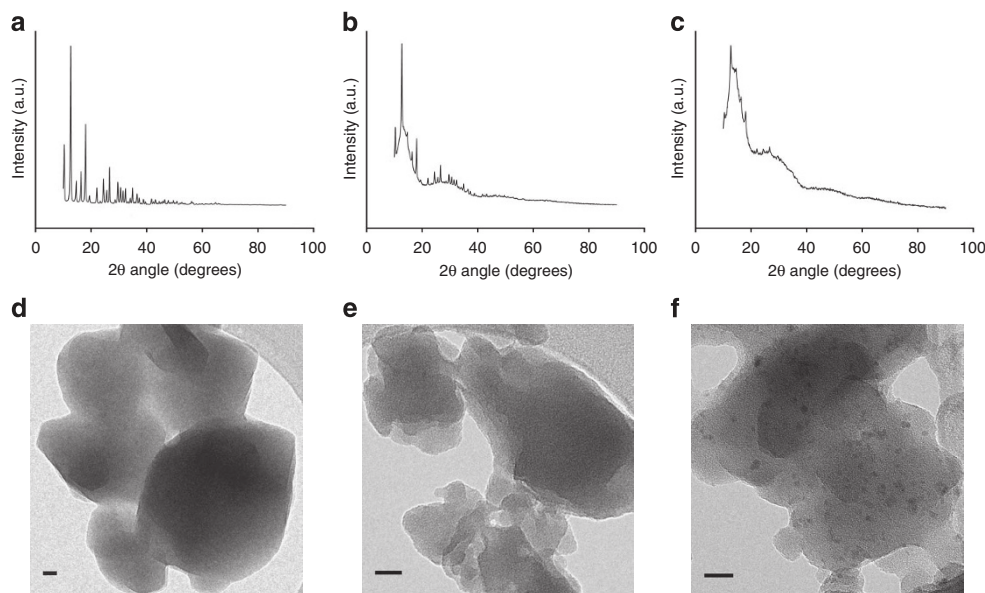 a
b
c
Intensity (a.u.)
0 20 40 60 80 100
2θ angle (degrees)
Intensity (a.u.)
0 20 40 60 80 100
2θ angle (degrees)
Intensity (a.u.)
0 20 40 60 80 100
2θ angle (degrees)
d
e
f